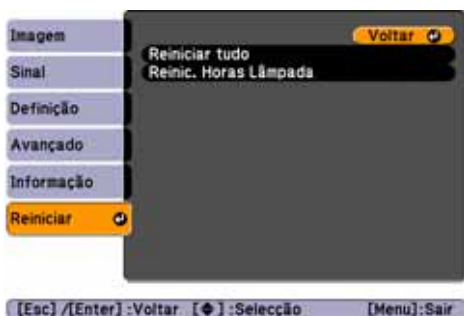 Imagem
Sinal
Definição
Avançado
Informação
Reiniciar
Voltar
Reiniciar tudo
Reinic. Horas Lâmpada
[Esc] /[Enter] :Voltar [ ] :Selecção [Menu]:Sair